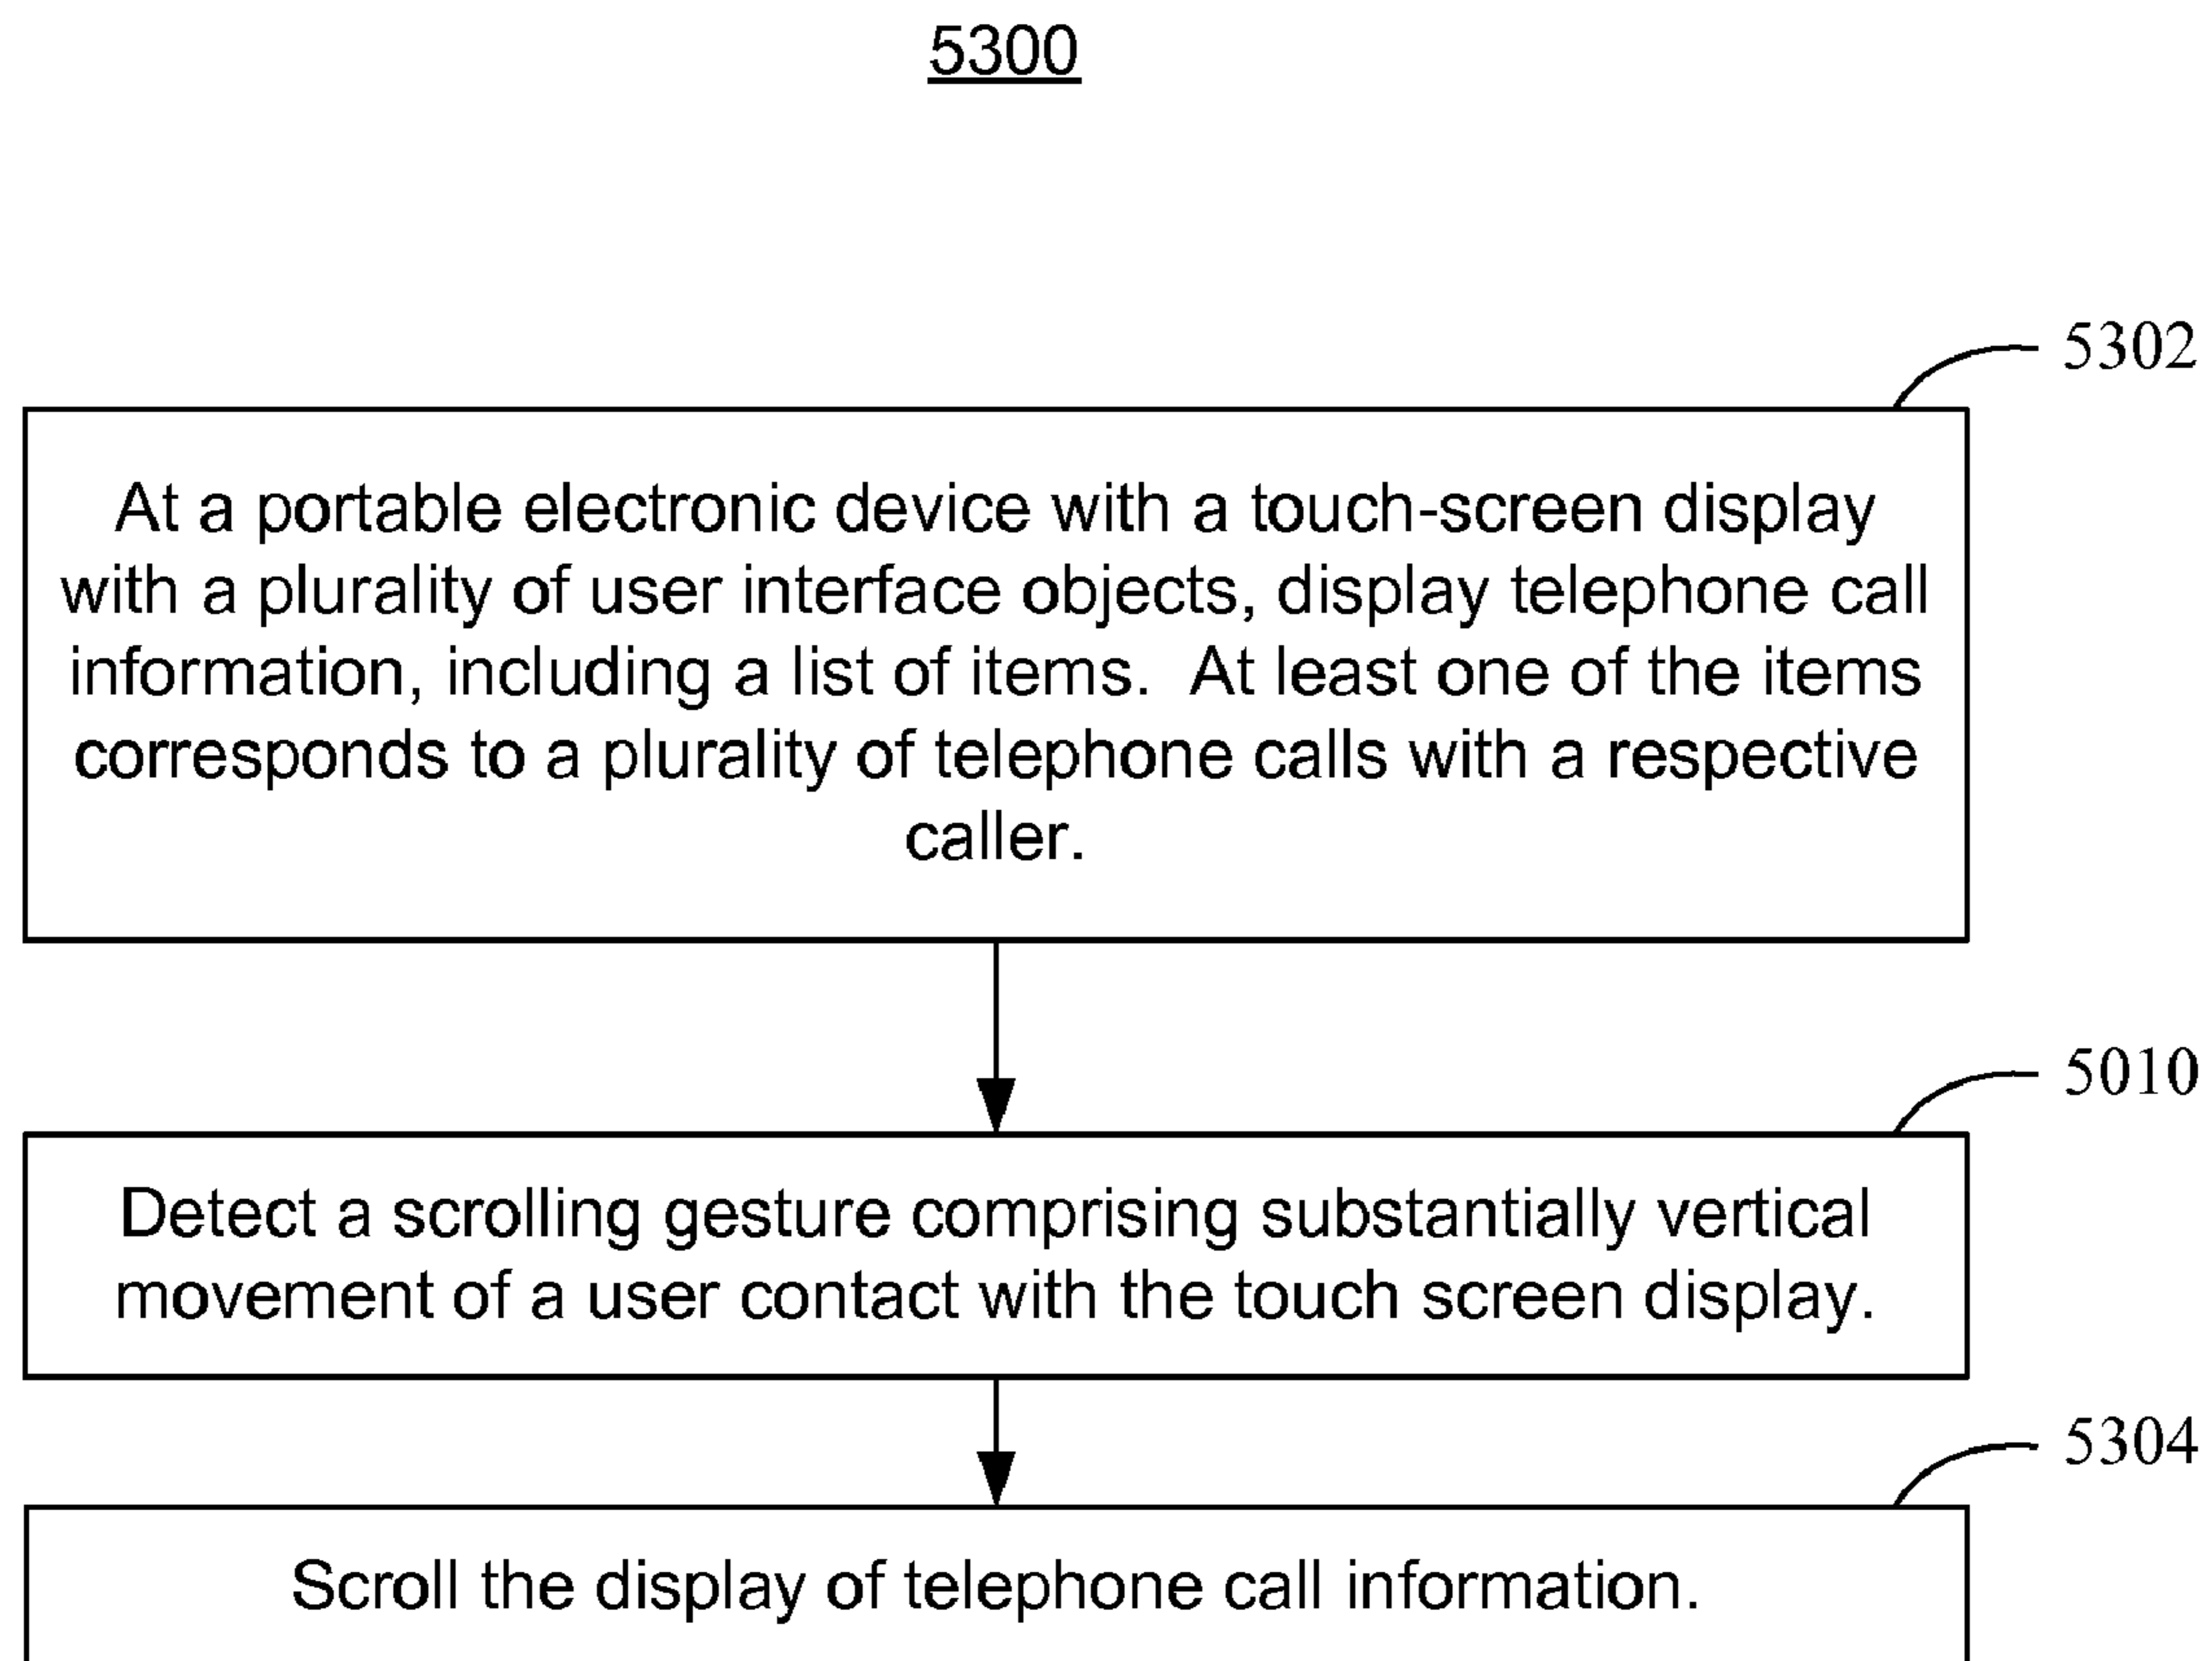 5300
5302
At a portable electronic device with a touch-screen display
with a plurality of user interface objects, display telephone call
information, including a list of items.  At least one of the items
corresponds to a plurality of telephone calls with a respective
caller.
5010
Detect a scrolling gesture comprising substantially vertical
movement of a user contact with the touch screen display.
5304
Scroll the display of telephone call information.